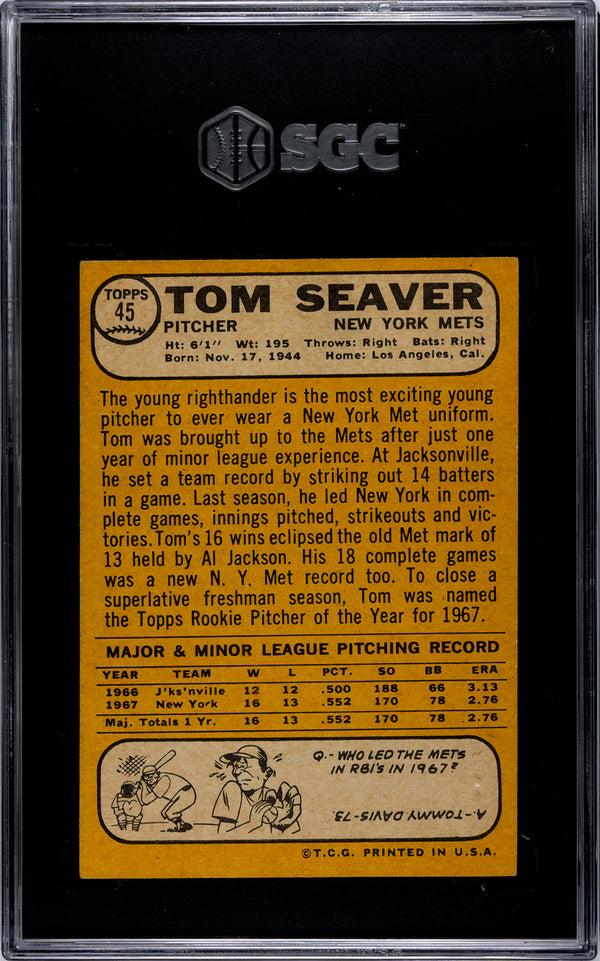 SGC
TOPPS
45
TOM SEAVER
PITCHER NEW YORK METS
Ht: 6'1" Wt: 195 Throws: Right Bats: Right
Born: Nov. 17, 1944 Home: Los Angeles, Cal.
The young righthander is the most exciting young
pitcher to ever wear a New York Met uniform.
Tom was brought up to the Mets after just one
year of minor league experience. At Jacksonville,
he set a team record by striking out 14 batters
in a game. Last season, he led New York in com-
plete games, innings pitched, strikeouts and vic-
tories. Tom's 16 wins eclipsed the old Met mark of
13 held by Al Jackson. His 18 complete games
was a new N. Y. Met record too. To close a
superlative freshman season, Tom was named
the Topps Rookie Pitcher of the Year for 1967.
MAJOR & MINOR LEAGUE PITCHING RECORD
YEAR TEAM W L PCT. SO BB ERA
1966 J'ks'nville 12 12 .500 188 66 3.13
1967 New York 16 13 .552 170 78 2.76
Maj. Totals 1 Yr. 16 13 .552 170 78 2.76
Q.-WHO LED THE METS
IN RBI'S IN 1967?
A.-TOMMY DAVIS-73.
©T.C.G. PRINTED IN U.S.A.